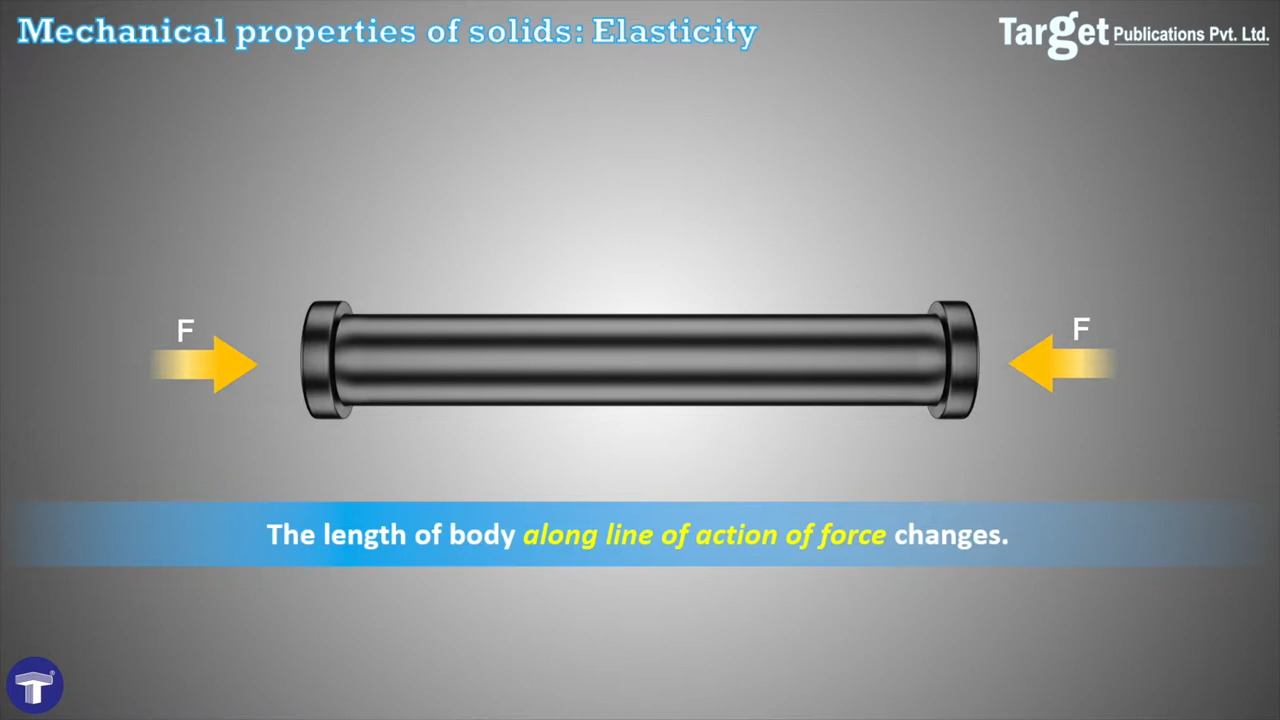 Mechanical properties of solids: Elasticity
Target Publications Pvt. Ltd.
F
F
The length of body along line of action of force changes.